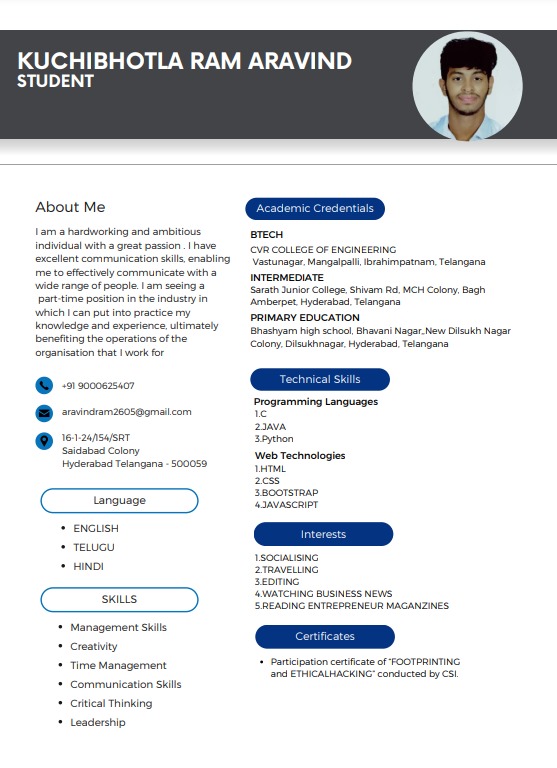 KUCHIBHOTLA RAM ARAVIND
STUDENT
About Me
I am a hardworking and ambitious
individual with a great passion . I have
excellent communication skills, enabling
me to effectively communicate with a
wide range of people. I am seeing a
part-time position in the industry in
which I can put into practice my
knowledge and experience, ultimately
benefiting the operations of the
organisation that I work for
+91 9000625407
aravindram2605@gmail.com
16-1-24/154/SRT
Saidabad Colony
Hyderabad Telangana - 500059
Language
ENGLISH
TELUGU
HINDI
SKILLS
Management Skills
Creativity
Time Management
Communication Skills
Critical Thinking
Leadership
Academic Credentials
BTECH
CVR COLLEGE OF ENGINEERING
Vastunagar, Mangalpalli, Ibrahimpatnam, Telangana
INTERMEDIATE
Sarath Junior College, Shivam Rd, MCH Colony, Bagh
Amberpet, Hyderabad, Telangana
PRIMARY EDUCATION
Bhashyam high school, Bhavani Nagar,,New Dilsukh Nagar
Colony, Dilsukhnagar, Hyderabad, Telangana
Technical Skills
Programming Languages
1.C
2.JAVA
3.Python
Web Technologies
1.HTML
2.CSS
3.BOOTSTRAP
4.JAVASCRIPT
Interests
1.SOCIALISING
2.TRAVELLING
3.EDITING
4.WATCHING BUSINESS NEWS
5.READING ENTREPRENEUR MAGANZINES
Certificates
Participation certificate of “FOOTPRINTING
and ETHICALHACKING” conducted by CSI.